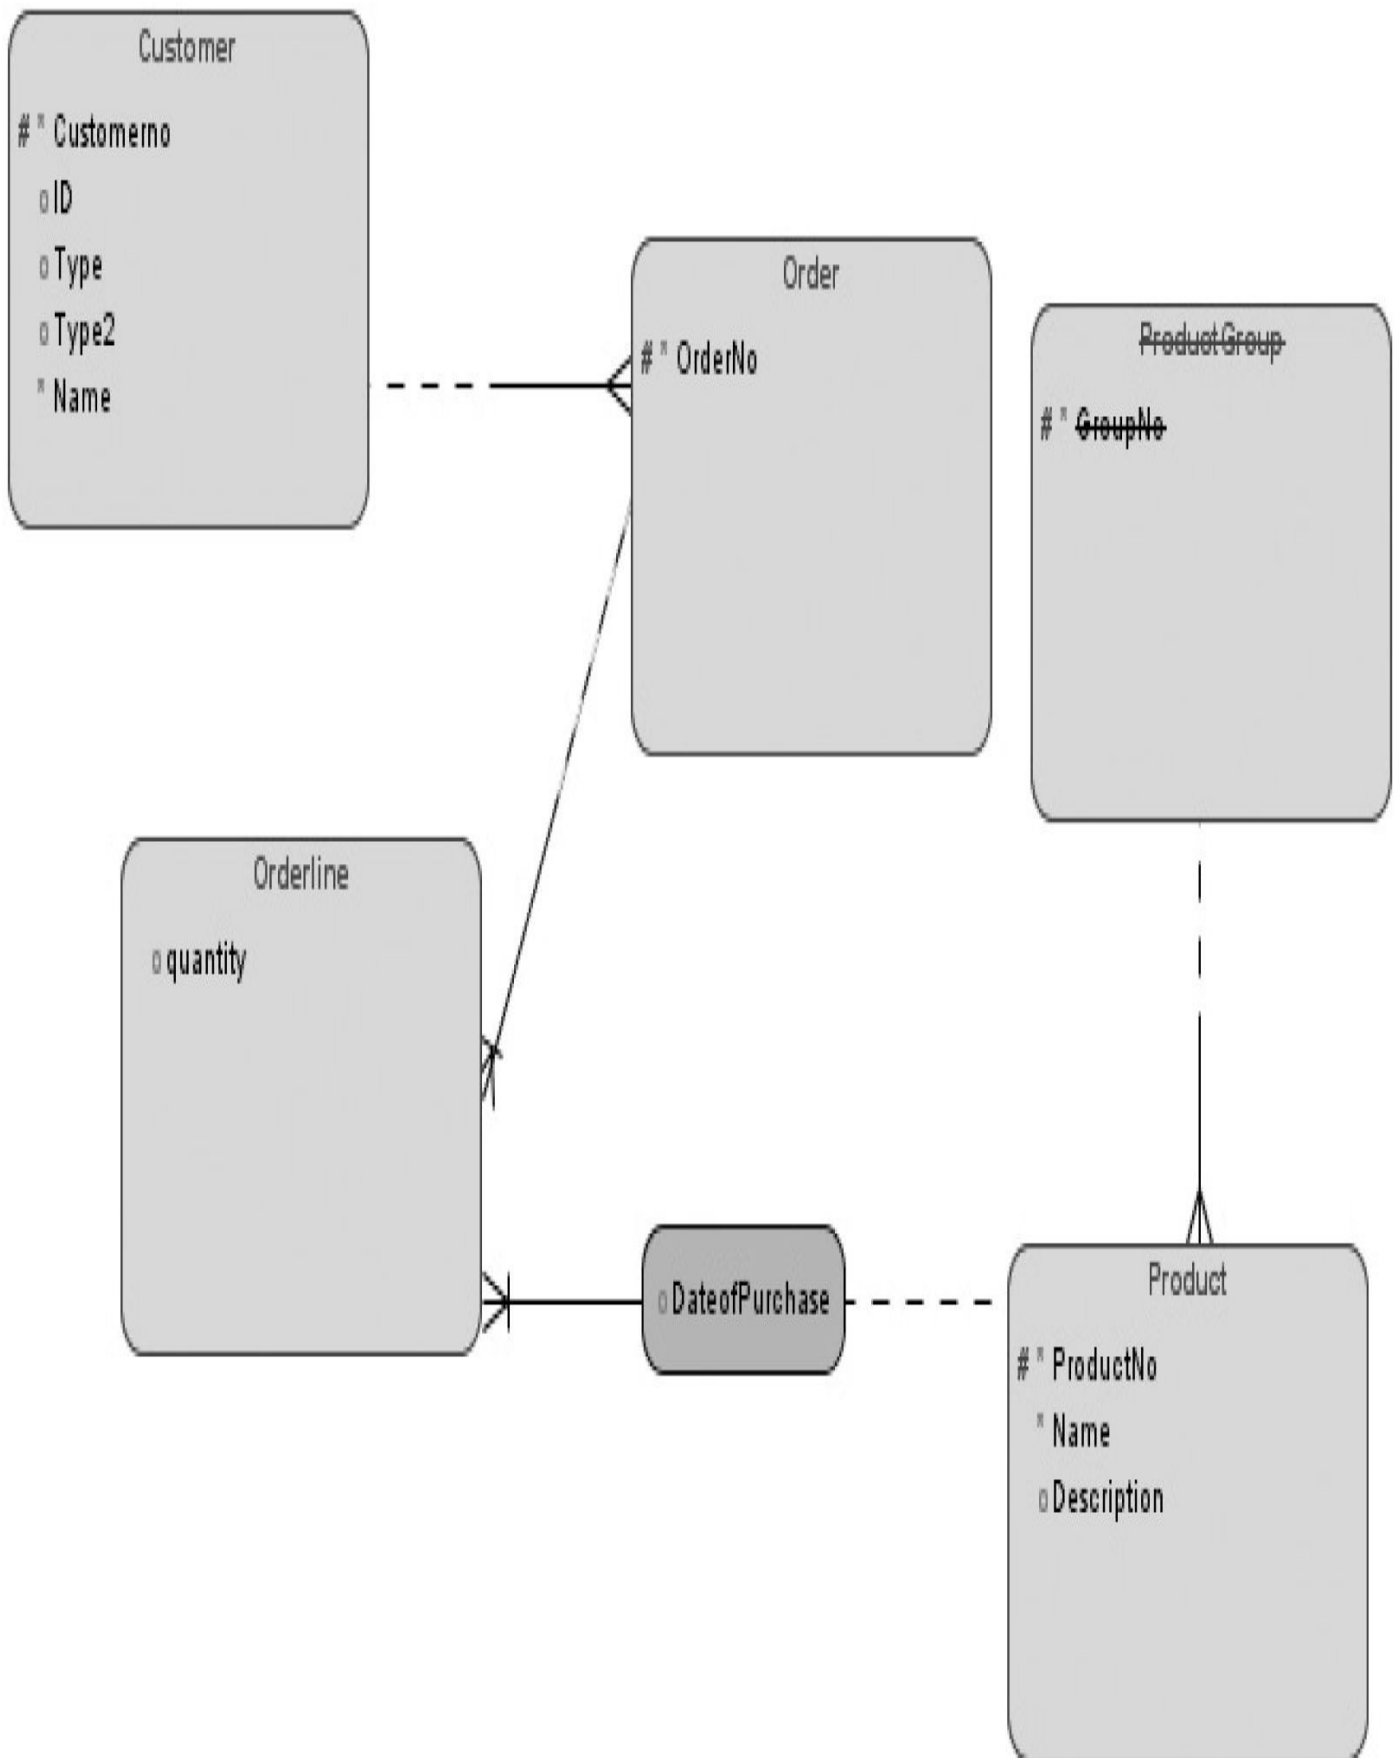 Customer
# * Customerno
o ID
o Type
o Type2
* Name
Order
# * OrderNo
ProductGroup
# * GroupNo
Orderline
o quantity
o DateofPurchase
Product
# * ProductNo
* Name
o Description